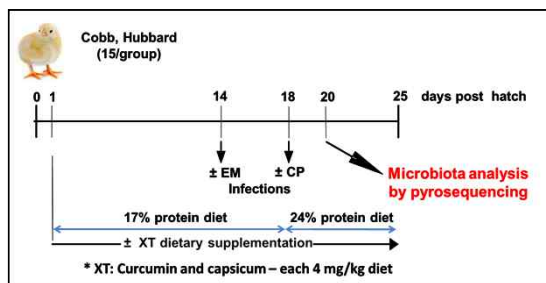 Cobb, Hubbard
(15/group)
0 1 14 18 20 25 days post hatch
± EM ± CP
Infections
Microbiota analysis
by pyrosequencing
17% protein diet 24% protein diet
± XT dietary supplementation
* XT: Curcumin and capsicum – each 4 mg/kg diet